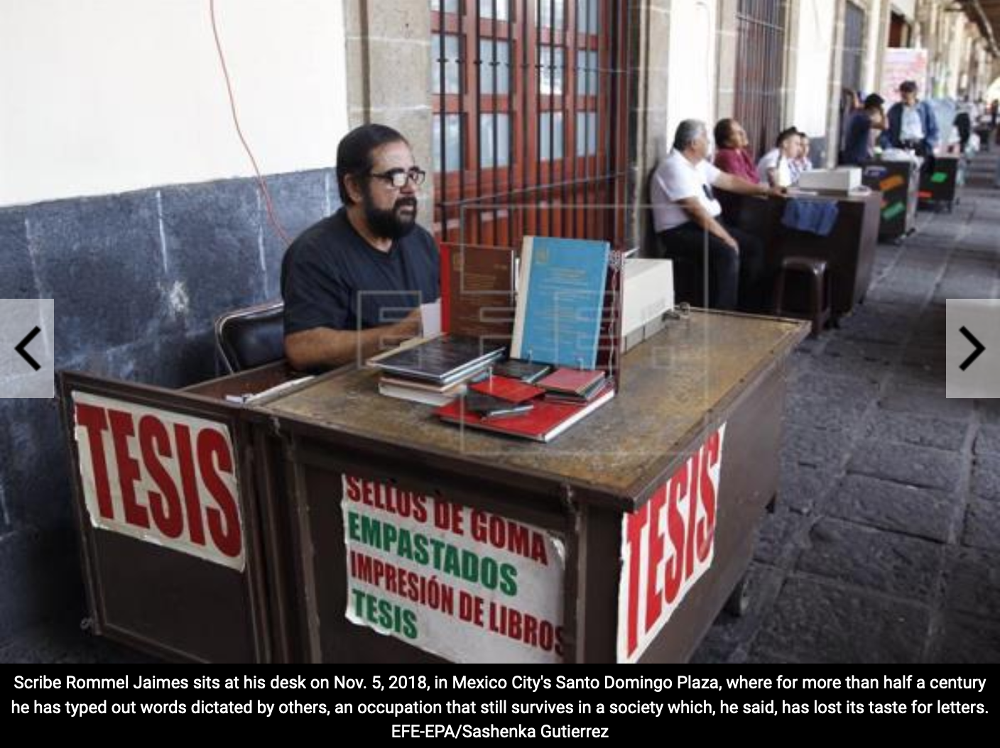 TESIS
SELLOS DE GOMA
EMPASTADOS
IMPRESIÓN DE LIBROS
TESIS
TESIS
EFE:
Scribe Rommel Jaimes sits at his desk on Nov. 5, 2018, in Mexico City's Santo Domingo Plaza, where for more than half a century
he has typed out words dictated by others, an occupation that still survives in a society which, he said, has lost its taste for letters.
EFE-EPA/Sashenka Gutierrez